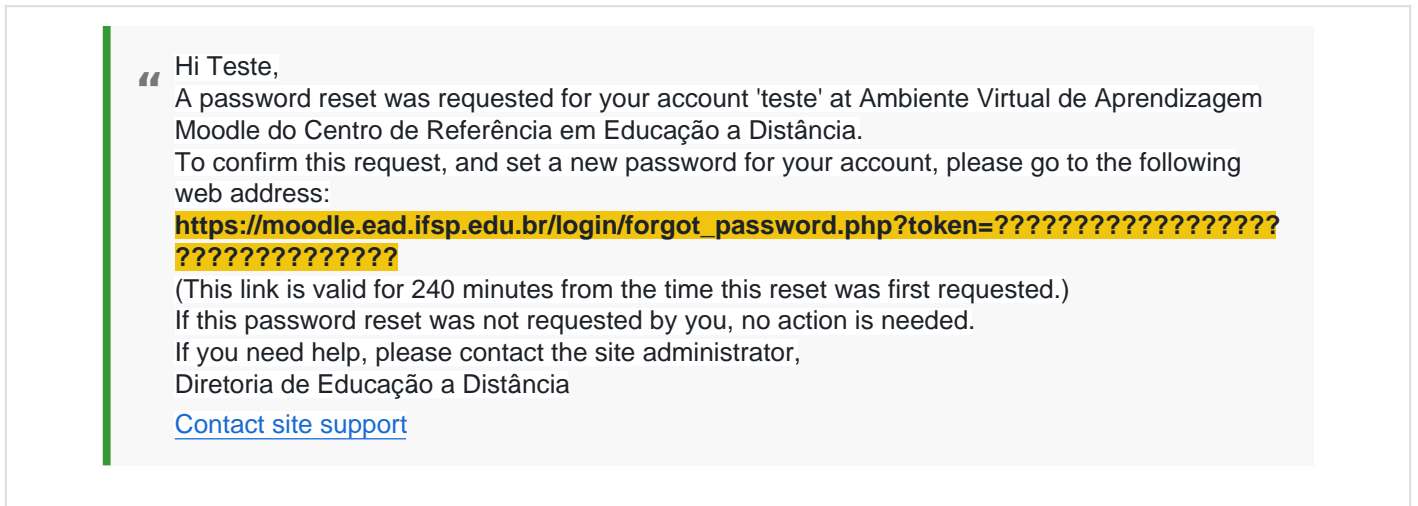 “ Hi Teste,
A password reset was requested for your account 'teste' at Ambiente Virtual de Aprendizagem
Moodle do Centro de Referência em Educação a Distância.
To confirm this request, and set a new password for your account, please go to the following
web address:
https://moodle.ead.ifsp.edu.br/login/forgot_password.php?token=??????????????????
??????????????
(This link is valid for 240 minutes from the time this reset was first requested.)
If this password reset was not requested by you, no action is needed.
If you need help, please contact the site administrator,
Diretoria de Educação a Distância
Contact site support